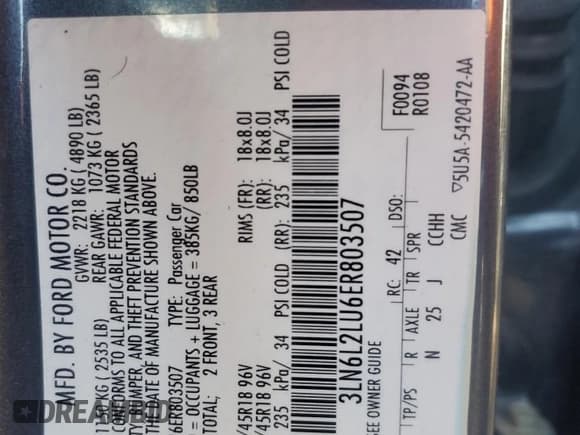 MFD. BY FORD MOTOR CO.
GVWR: 2218 KG ( 4890 LB)
1150 KG ( 2535 LB) REAR GAWR: 1073 KG ( 2365 LB)
CONFORMS TO ALL APPLICABLE FEDERAL MOTOR
BUMPER, AND THEFT PREVENTION STANDARDS
THE DATE OF MANUFACTURE SHOWN ABOVE.
6ER803507 TYPE: Passenger Car
= OCCUPANTS + LUGGAGE = 385KG/ 850LB
TOTAL: 2 FRONT, 3 REAR
/45R18 96V RIMS (FR): 18x8.0J
/45R18 96V (RR): 18x8.0J
235 kPa/ 34 PSI COLD (RR): 235 kPa/ 34 PSI COLD
3LN6L2LU6ER803507
SEE OWNER GUIDE F0094
R0108
RC: 42 DSO:
TP/PS R AXLE TR SPR
N 25 J CCHH
CMC ▽5U5A-5420472-AA
DREAMBID